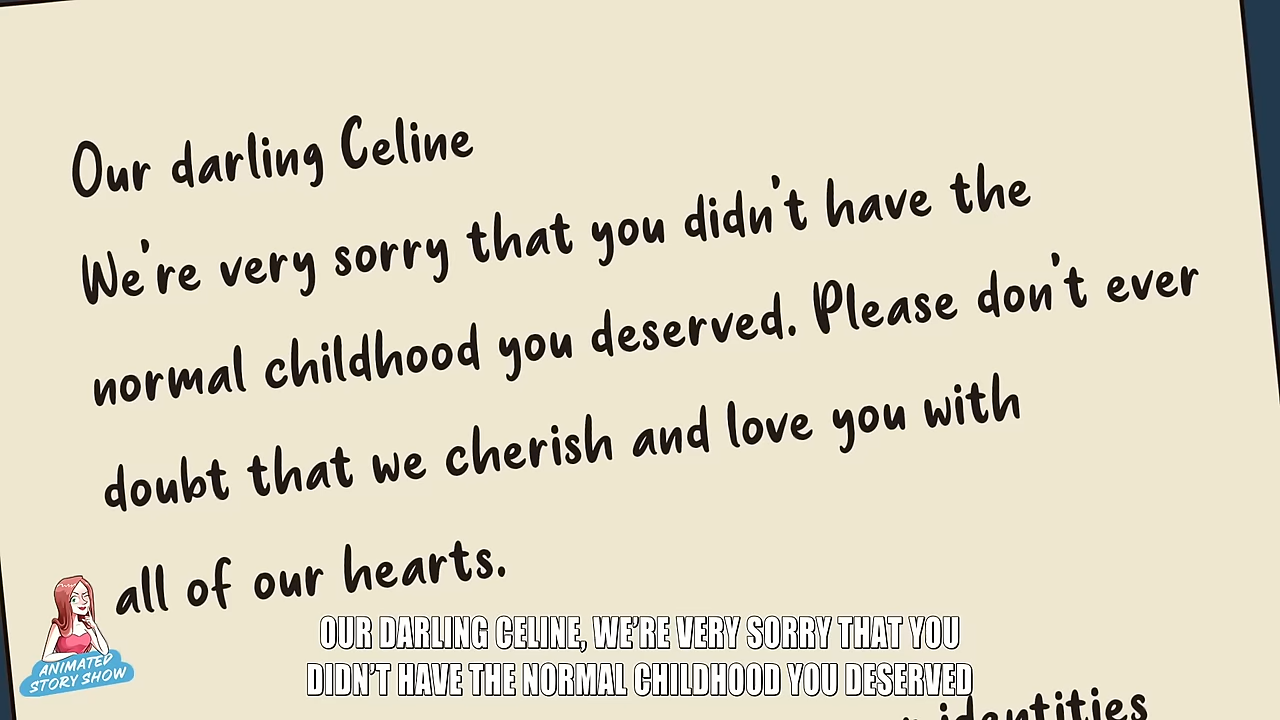 Our darling Celine
We're very sorry that you didn't have the
normal childhood you deserved. Please don't ever
doubt that we cherish and love you with
all of our hearts.
OUR DARLING CELINE, WE'RE VERY SORRY THAT YOU
DIDN'T HAVE THE NORMAL CHILDHOOD YOU DESERVED
identities
ANIMATED
STORY SHOW